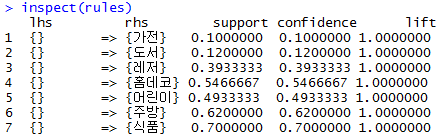 > inspect(rules)
lhs rhs support confidence lift
1 {} => {가전} 0.1000000 0.1000000 1.0000000
2 {} => {도서} 0.1200000 0.1200000 1.0000000
3 {} => {레저} 0.3933333 0.3933333 1.0000000
4 {} => {홈데코} 0.5466667 0.5466667 1.0000000
5 {} => {어린이} 0.4933333 0.4933333 1.0000000
6 {} => {주방} 0.6200000 0.6200000 1.0000000
7 {} => {식품} 0.7000000 0.7000000 1.0000000